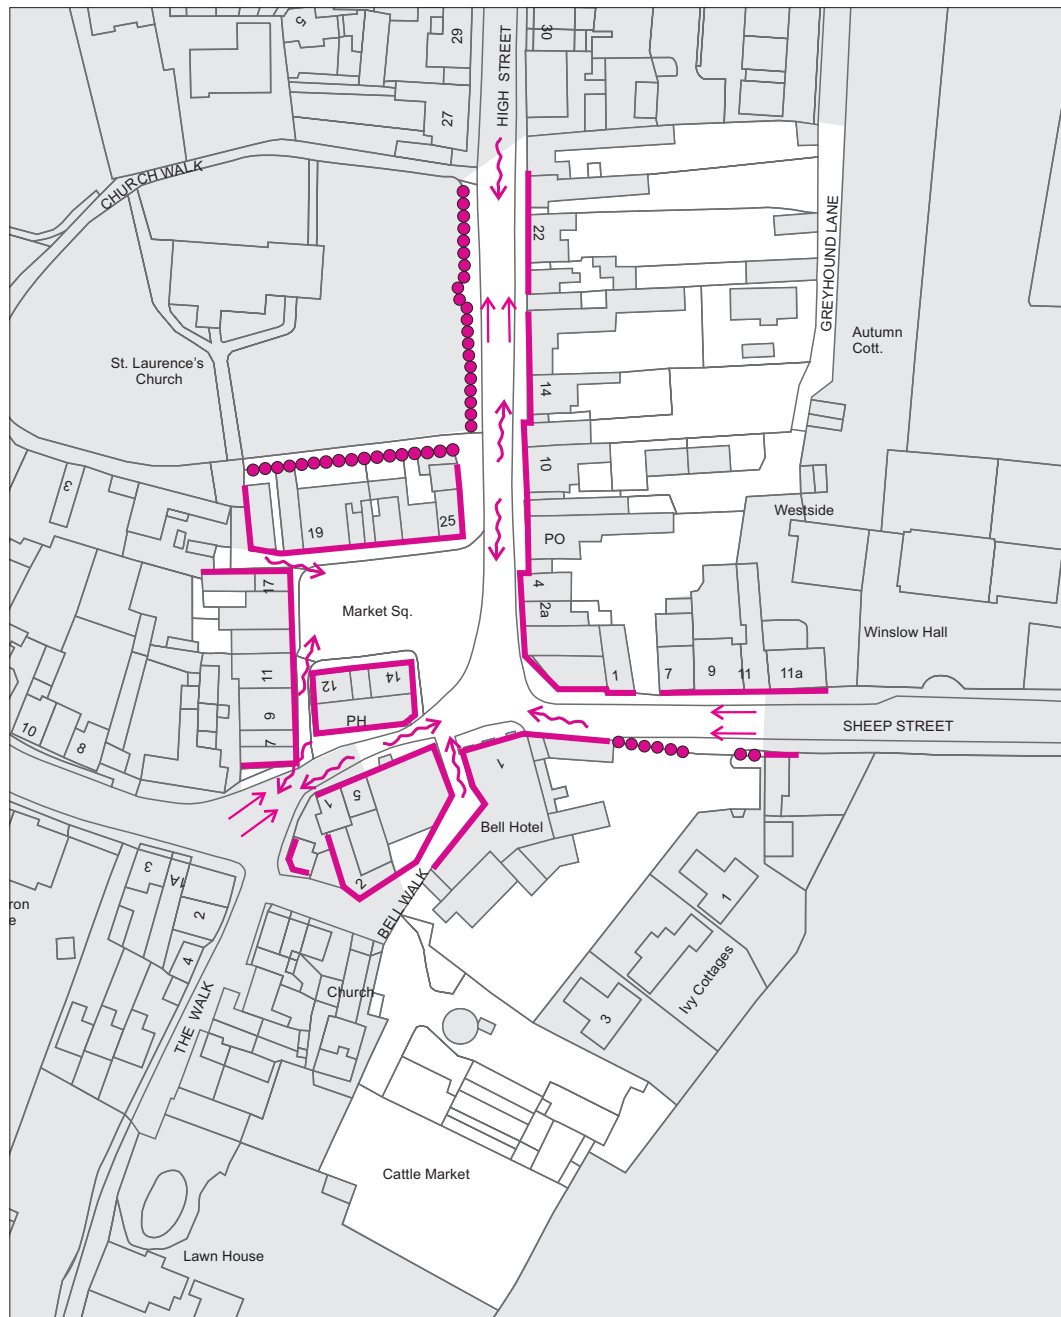 5
29
30
HIGH STREET
27
CHURCH WALK
22
GREYHOUND LANE
Autumn
Cott.
St. Laurence's
Church
14
10
3
19
25
PO
Westside
17
4
2a
Market Sq.
Winslow Hall
11
12
14
1
7
9
11
11a
9
PH
SHEEP STREET
10
8
7
1
5
1
Bell Hotel
3
1A
2
2
BELL WALK
1
ron
e
4
Church
Ivy Cottages
3
THE WALK
Cattle Market
Lawn House